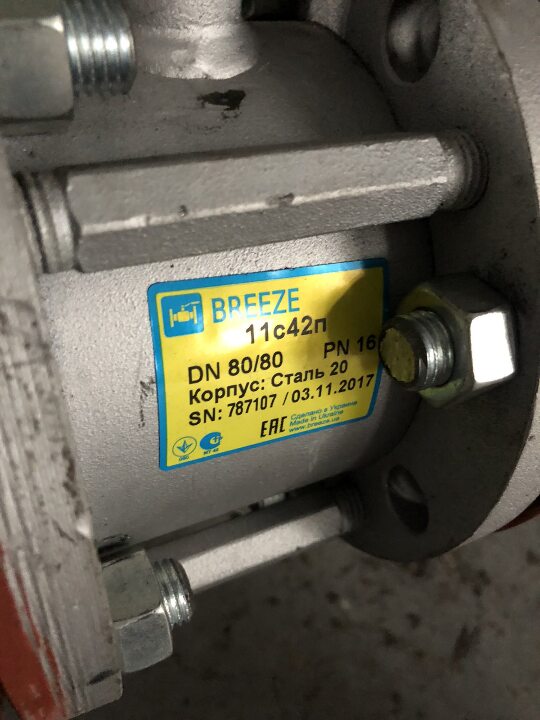 BREEZE
11с42п
DN 80/80 PN 16
Корпус: Сталь 20
SN: 787107 / 03.11.2017
EAC
Сделано в Украине
Made in Ukraine
www.breeze.ua